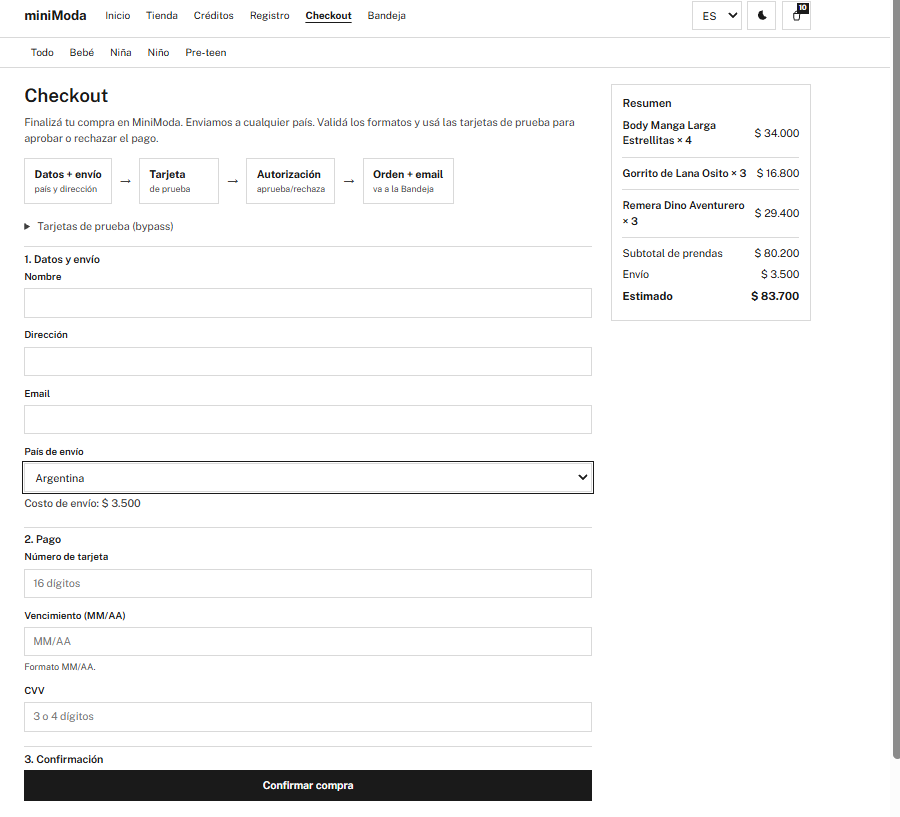 miniModa Inicio Tienda Créditos Registro Checkout Bandeja ES 10
Todo Bebé Niña Niño Pre-teen
Checkout
Finalizá tu compra en MiniModa. Enviamos a cualquier país. Validá los formatos y usá las tarjetas de prueba para
aprobar o rechazar el pago.
Datos + envío → Tarjeta → Autorización → Orden + email
país y dirección de prueba aprueba/rechaza va a la Bandeja
▶ Tarjetas de prueba (bypass)
1. Datos y envío
Nombre
Dirección
Email
País de envío
Argentina
Costo de envío: $ 3.500
2. Pago
Número de tarjeta
16 dígitos
Vencimiento (MM/AA)
MM/AA
Formato MM/AA.
CVV
3 o 4 dígitos
3. Confirmación
Confirmar compra
Resumen
Body Manga Larga
Estrellitas × 4 $ 34.000
Gorrito de Lana Osito × 3 $ 16.800
Remera Dino Aventurero
× 3 $ 29.400
Subtotal de prendas $ 80.200
Envío $ 3.500
Estimado $ 83.700